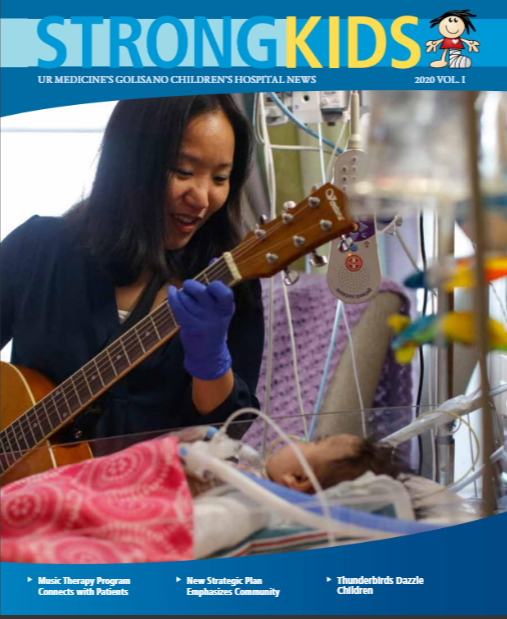 STRONGKIDS
UR MEDICINE'S GOLISANO CHILDREN'S HOSPITAL NEWS 2020 VOL. I
Music Therapy Program
Connects with Patients
New Strategic Plan
Emphasizes Community
Thunderbirds Dazzle
Children